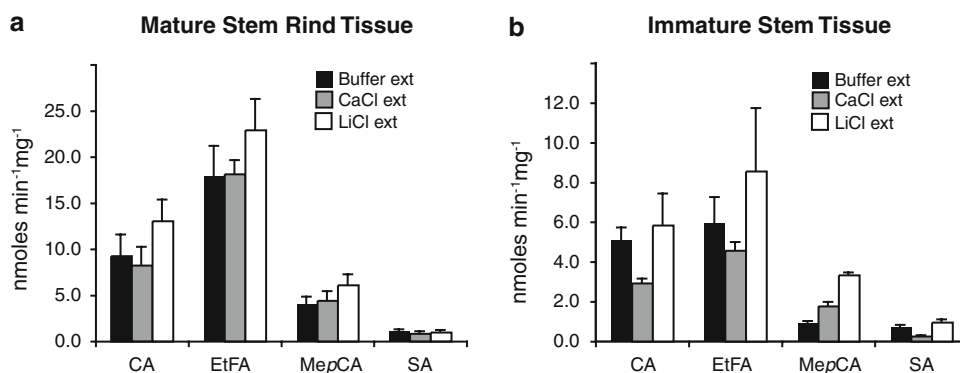 a Mature Stem Rind Tissue
nmoles min⁻¹mg⁻¹
25.0
20.0
15.0
10.0
5.0
0.0
Buffer ext
CaCl ext
LiCl ext
CA EtFA MepCA SA
b Immature Stem Tissue
nmoles min⁻¹mg⁻¹
12.0
10.0
8.0
6.0
4.0
2.0
0.0
Buffer ext
CaCl ext
LiCl ext
CA EtFA MepCA SA